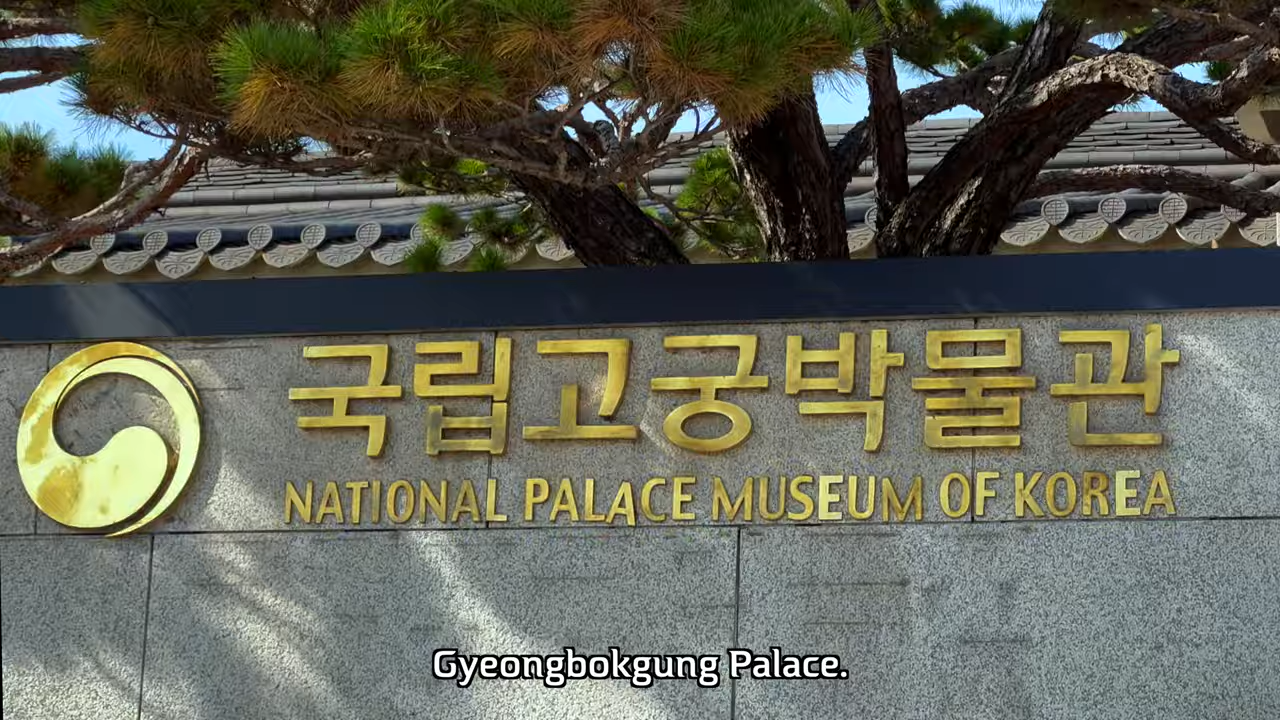 국립고궁박물관
NATIONAL PALACE MUSEUM OF KOREA
Gyeongbokgung Palace.